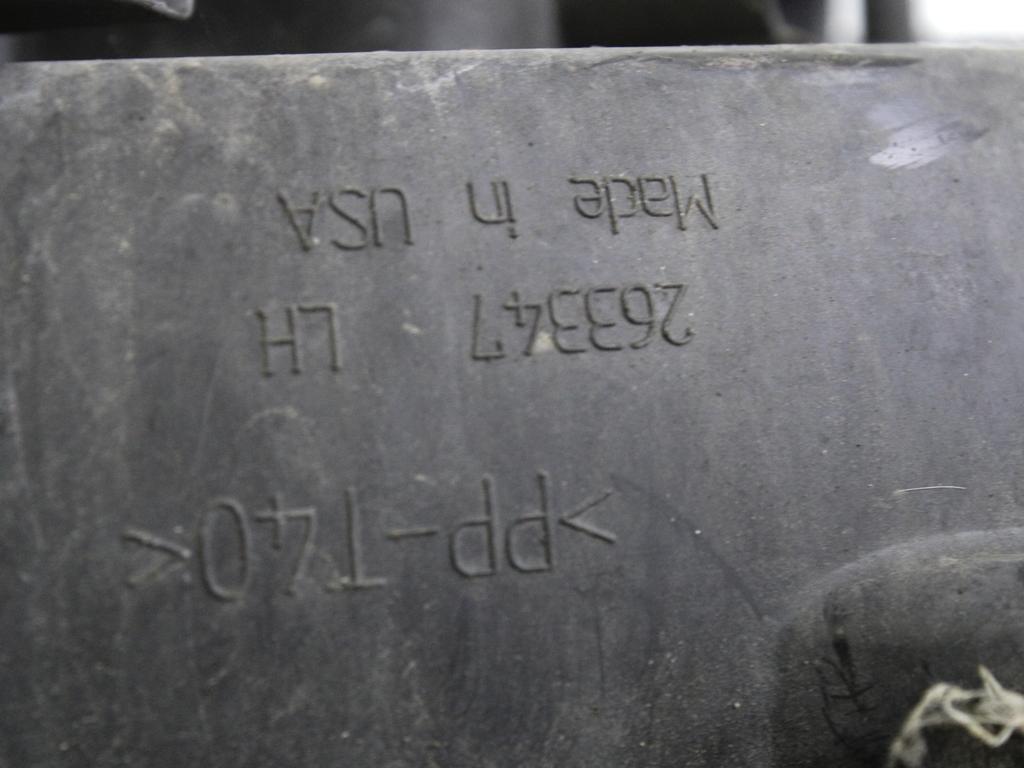 >PP-T40<
263347 LH
Made in USA